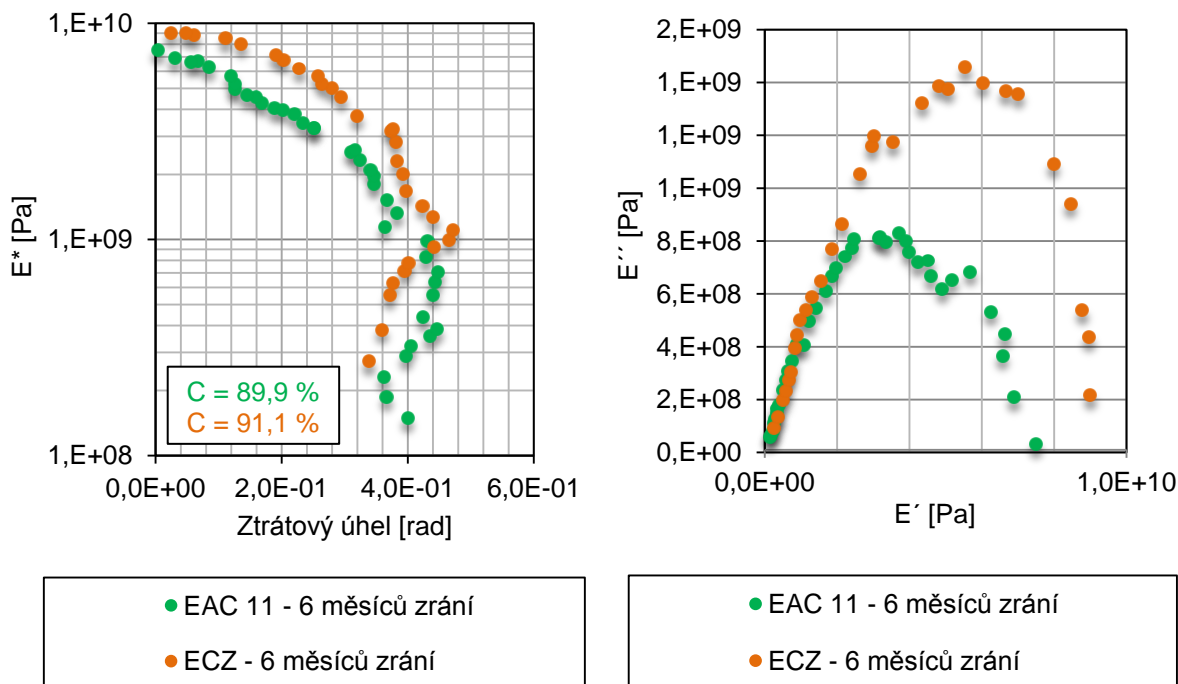 1,E+10
1,E+09
1,E+08
E* [Pa]
C = 89,9 %
C = 91,1 %
0,0E+00 2,0E-01 4,0E-01 6,0E-01
Ztrátový úhel [rad]
EAC 11 - 6 měsíců zrání
ECZ - 6 měsíců zrání
2,E+09
1,E+09
1,E+09
1,E+09
8,E+08
6,E+08
4,E+08
2,E+08
0,E+00
E´´ [Pa]
0,0E+00 1,0E+10
E´ [Pa]
EAC 11 - 6 měsíců zrání
ECZ - 6 měsíců zrání